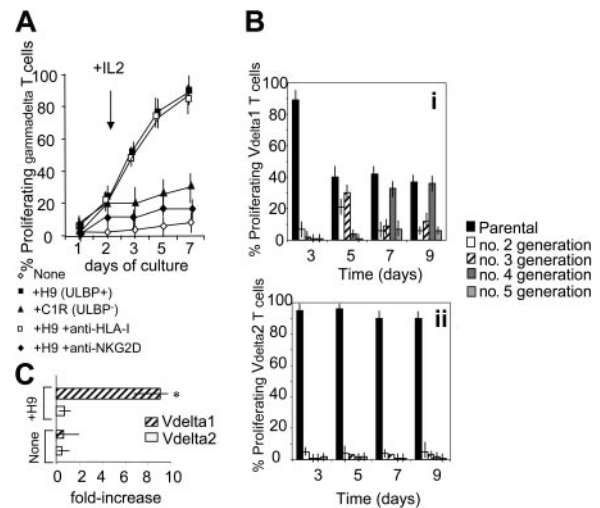 A
+IL2
% Proliferating gammadelta T cells
100
80
60
40
20
0
1 2 3 5 7
days of culture
None
+H9 (ULBP+)
+C1R (ULBP-)
+H9 +anti-HLA-I
+H9 +anti-NKG2D
B
i
% Proliferating Vdelta1 T cells
100
80
60
40
20
0
3 5 7 9
Time (days)
Parental
no. 2 generation
no. 3 generation
no. 4 generation
no. 5 generation
ii
% Proliferating Vdelta2 T cells
100
80
60
40
20
0
3 5 7 9
Time (days)
C
+H9
None
*
Vdelta1
Vdelta2
0 2 4 6 8 10
fold-increase